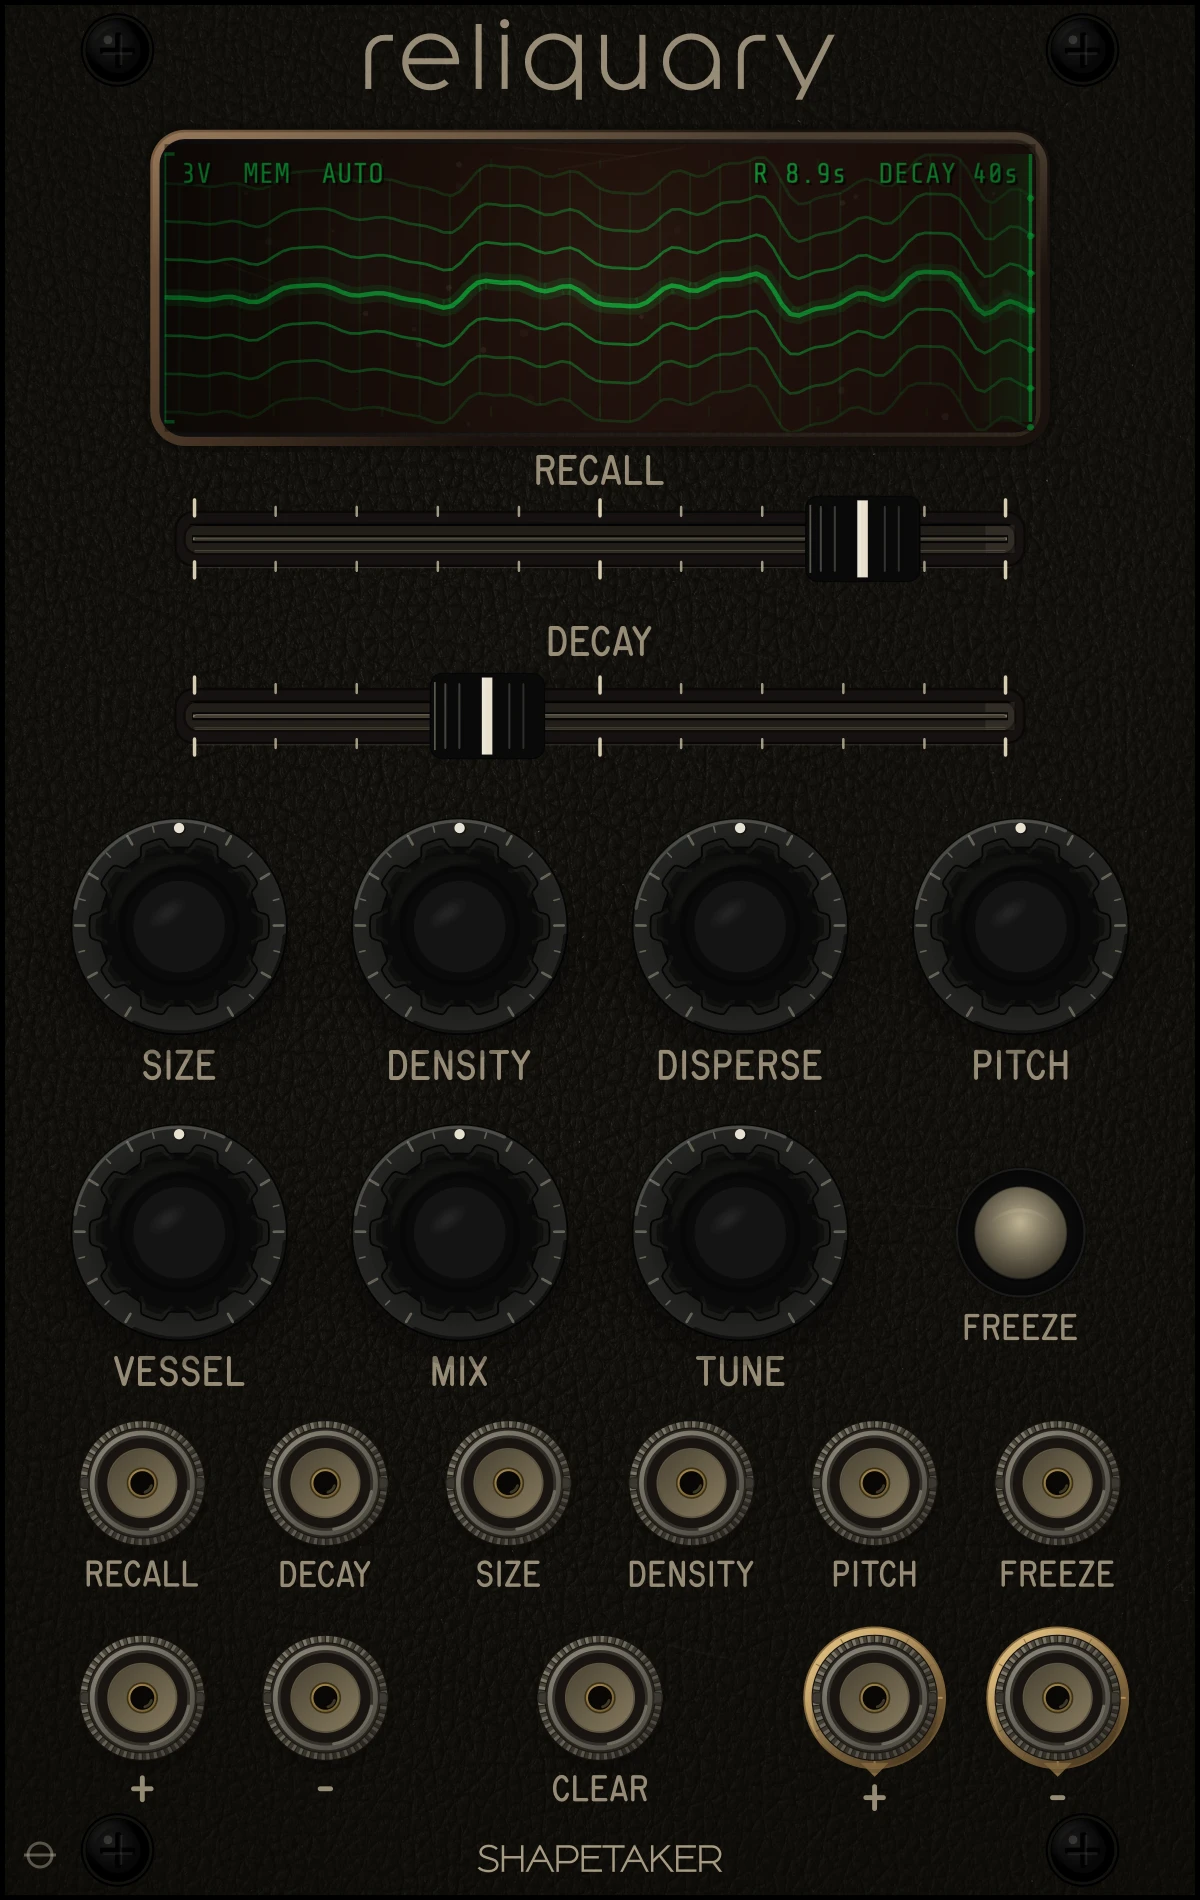 reliquary
3V MEM AUTO R 8.9s DECAY 40s
RECALL
DECAY
SIZE DENSITY DISPERSE PITCH
FREEZE
VESSEL MIX TUNE
RECALL DECAY SIZE DENSITY PITCH FREEZE
+ - CLEAR + -
SHAPETAKER